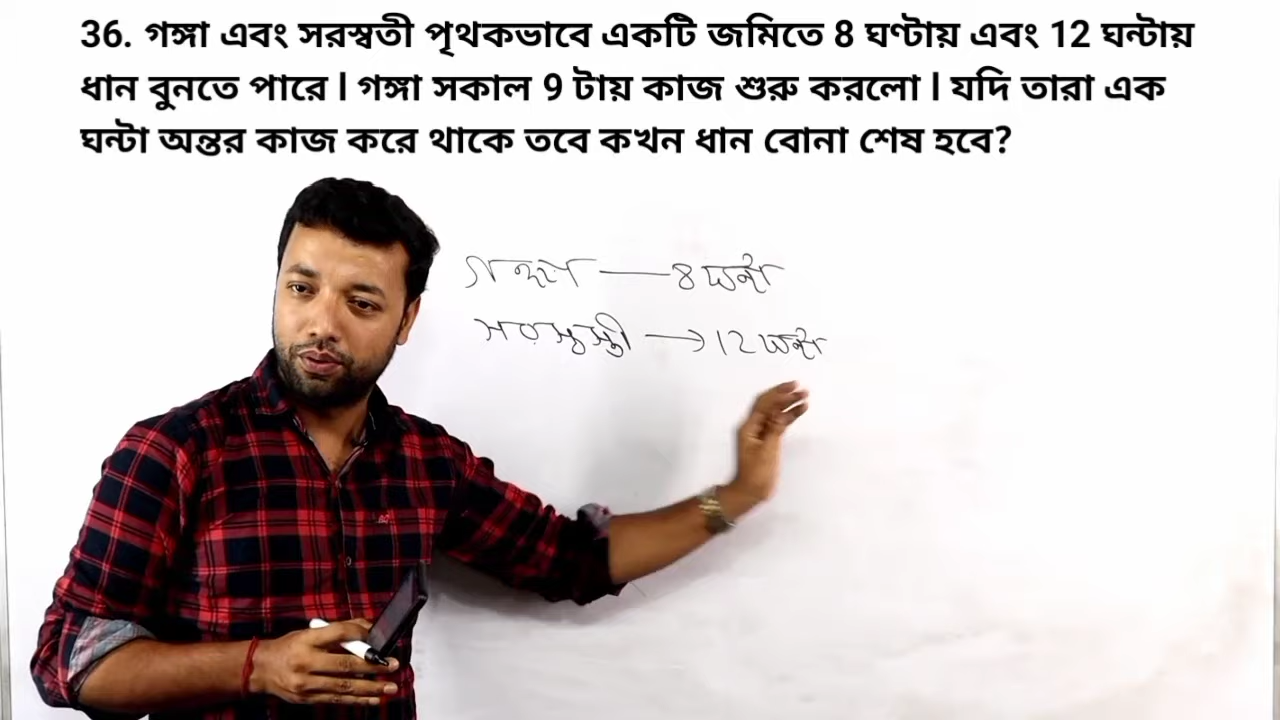 36. গঙ্গা এবং সরস্বতী পৃথকভাবে একটি জমিতে 8 ঘণ্টায় এবং 12 ঘন্টায়
ধান বুনতে পারে l গঙ্গা সকাল 9 টায় কাজ শুরু করলো l যদি তারা এক
ঘন্টা অন্তর কাজ করে থাকে তবে কখন ধান বোনা শেষ হবে?
গঙ্গা — 8 ঘন্টা
সরস্বতী → 12 ঘন্টা